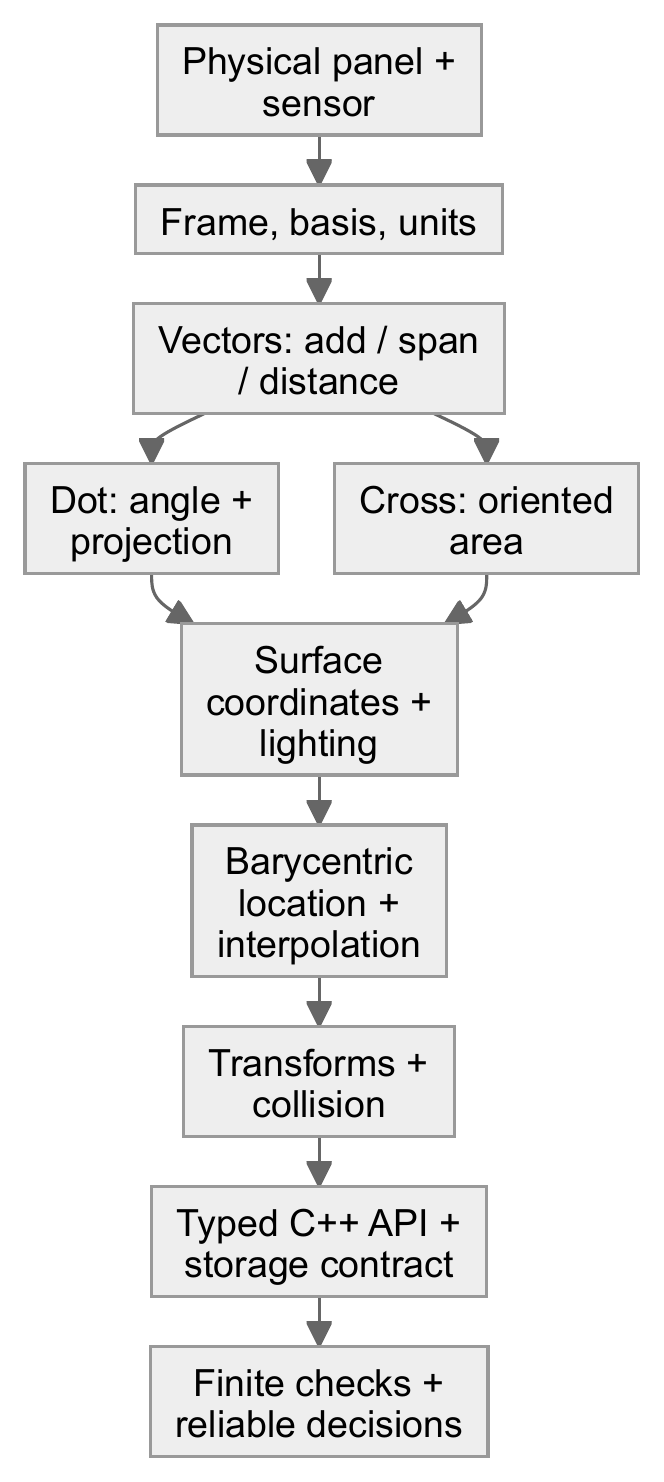 Physical panel +
sensor
Frame, basis, units
Vectors: add / span
/ distance
Dot: angle +
projection
Cross: oriented
area
Surface
coordinates +
lighting
Barycentric
location +
interpolation
Transforms +
collision
Typed C++ API +
storage contract
Finite checks +
reliable decisions